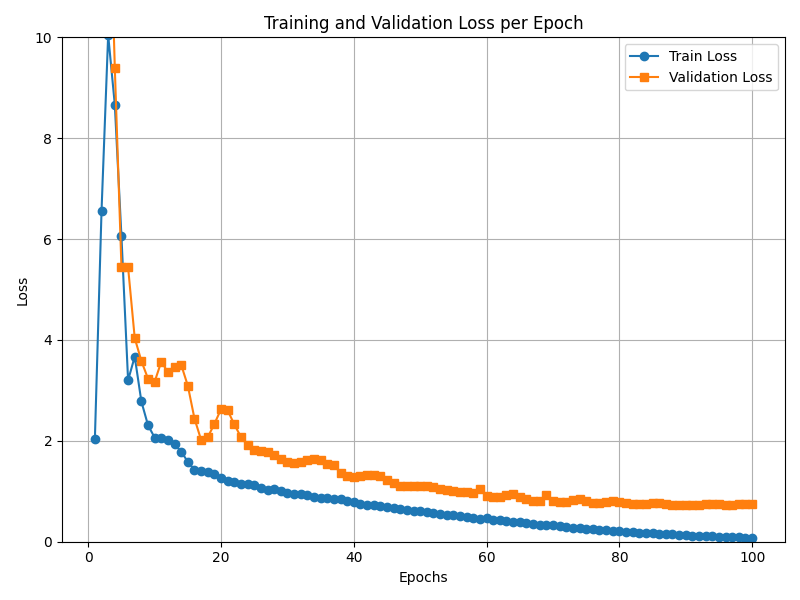 Training and Validation Loss per Epoch
Train Loss
Validation Loss
Loss
10
8
6
4
2
0
0 20 40 60 80 100
Epochs